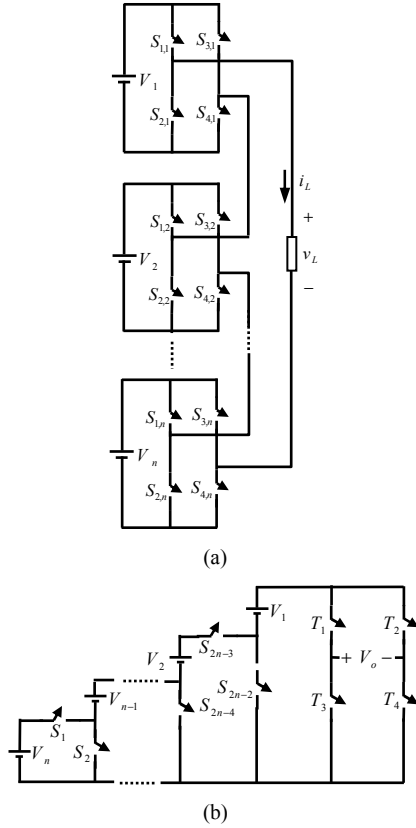 S1,1
S3,1
V1
S2,1
S4,1
iL
+
S1,2
S3,2
V2
vL
−
S2,2
S4,2
S1,n
S3,n
Vn
S2,n
S4,n
(a)
V1
T1
T2
V2
S2n−3
+ Vo −
Vn−1
S2n−2
S1
S2n−4
T3
T4
Vn
S2
(b)